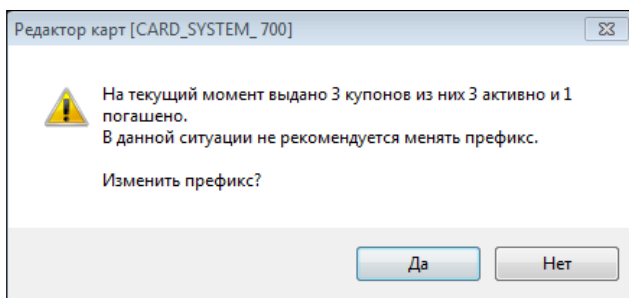 Редактор карт [CARD_SYSTEM_ 700]
На текущий момент выдано 3 купонов из них 3 активно и 1
погашено.
В данной ситуации не рекомендуется менять префикс.
Изменить префикс?
Да
Нет